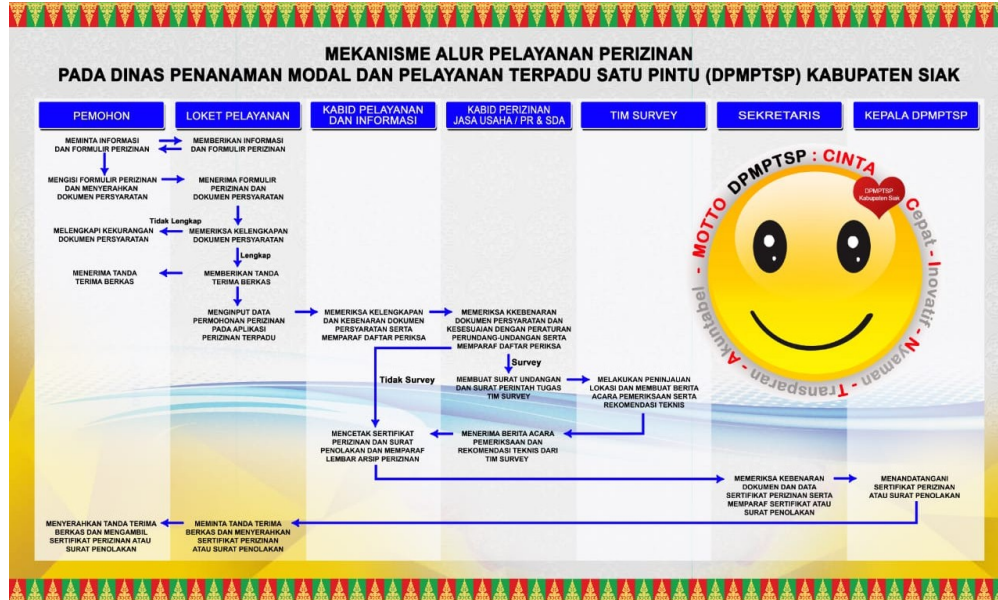 MEKANISME ALUR PELAYANAN PERIZINAN
PADA DINAS PENANAMAN MODAL DAN PELAYANAN TERPADU SATU PINTU (DPMPTSP) KABUPATEN SIAK
PEMOHON
LOKET PELAYANAN
KABID PELAYANAN
DAN INFORMASI
KABID PERIZINAN
JASA USAHA / PR & SDA
TIM SURVEY
SEKRETARIS
KEPALA DPMPTSP
MEMINTA INFORMASI
DAN FORMULIR PERIZINAN
MEMBERIKAN INFORMASI
DAN FORMULIR PERIZINAN
MENGISI FORMULIR PERIZINAN
DAN MENYERAHKAN
DOKUMEN PERSYARATAN
MENERIMA FORMULIR
PERIZINAN DAN
DOKUMEN PERSYARATAN
Tidak Lengkap
MELENGKAPI KEKURANGAN
DOKUMEN PERSYARATAN
MEMERIKSA KELENGKAPAN
DOKUMEN PERSYARATAN
Lengkap
MENERIMA TANDA
TERIMA BERKAS
MEMBERIKAN TANDA
TERIMA BERKAS
MENGINPUT DATA
PERMOHONAN PERIZINAN
PADA APLIKASI
PERIZINAN TERPADU
MEMERIKSA KELENGKAPAN
DAN KEBENARAN DOKUMEN
PERSYARATAN SERTA
MEMPARAF DAFTAR PERIKSA
MEMERIKSA KKEBENARAN
DOKUMEN PERSYARATAN DAN
KESESUAIAN DENGAN PERATURAN
PERUNDANG-UNDANGAN SERTA
MEMPARAF DAFTAR PERIKSA
Survey
Tidak Survey
MEMBUAT SURAT UNDANGAN
DAN SURAT PERINTAH TUGAS
TIM SURVEY
MELAKUKAN PENINJAUAN
LOKASI DAN MEMBUAT BERITA
ACARA PEMERIKSAAN SERTA
REKOMENDASI TEKNIS
MENCETAK SERTIFIKAT
PERIZINAN DAN SURAT
PENOLAKAN DAN MEMPARAF
LEMBAR ARSIP PERIZINAN
MENERIMA BERITA ACARA
PEMERIKSAAN DAN
REKOMENDASI TEKNIS DARI
TIM SURVEY
MEMERIKSA KEBENARAN
DOKUMEN DAN DATA
SERTIFIKAT PERIZINAN SERTA
MEMPARAF SERTIFIKAT ATAU
SURAT PENOLAKAN
MENANDATANGANI
SERTIFIKAT PERIZINAN
ATAU SURAT PENOLAKAN
MENYERAHKAN TANDA TERIMA
BERKAS DAN MENGAMBIL
SERTIFIKAT PERIZINAN ATAU
SURAT PENOLAKAN
MEMINTA TANDA TERIMA
BERKAS DAN MENYERAHKAN
SERTIFIKAT PERIZINAN
ATAU SURAT PENOLAKAN
MOTTO DPMPTSP : CINTA
Cepat - Inovatif - Nyaman - Transparan - Akuntabel -
DPMPTSP
Kabupaten Siak